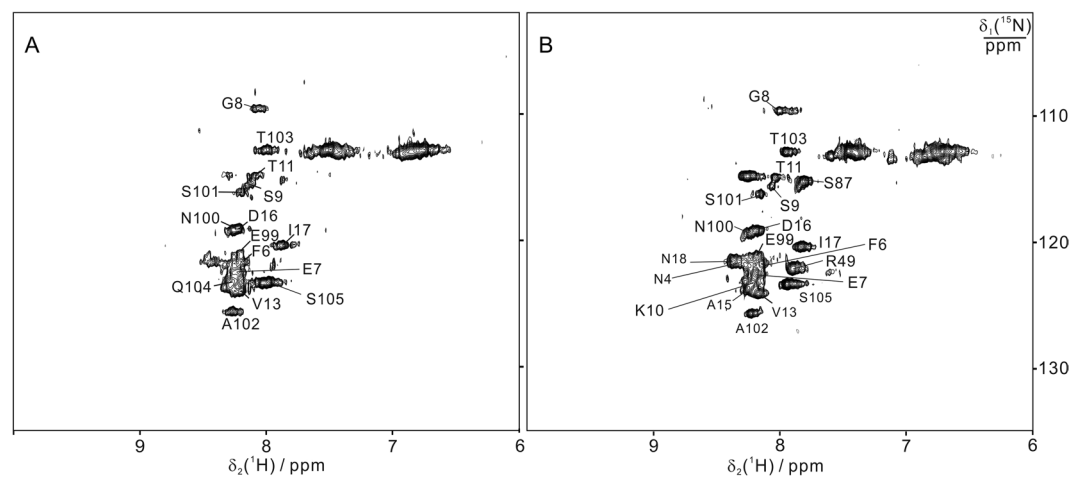 A
G8
T103
T11
S101
S9
N100
D16
I17
E99
F6
E7
Q104
S105
V13
A102
9
8
7
6
δ₂(¹H) / ppm
B
δ₁(¹⁵N)
ppm
G8
T103
T11
S87
S101
S9
N100
D16
E99
I17
F6
N18
R49
N4
E7
K10
A15
S105
V13
A102
110
120
130
9
8
7
6
δ₂(¹H) / ppm